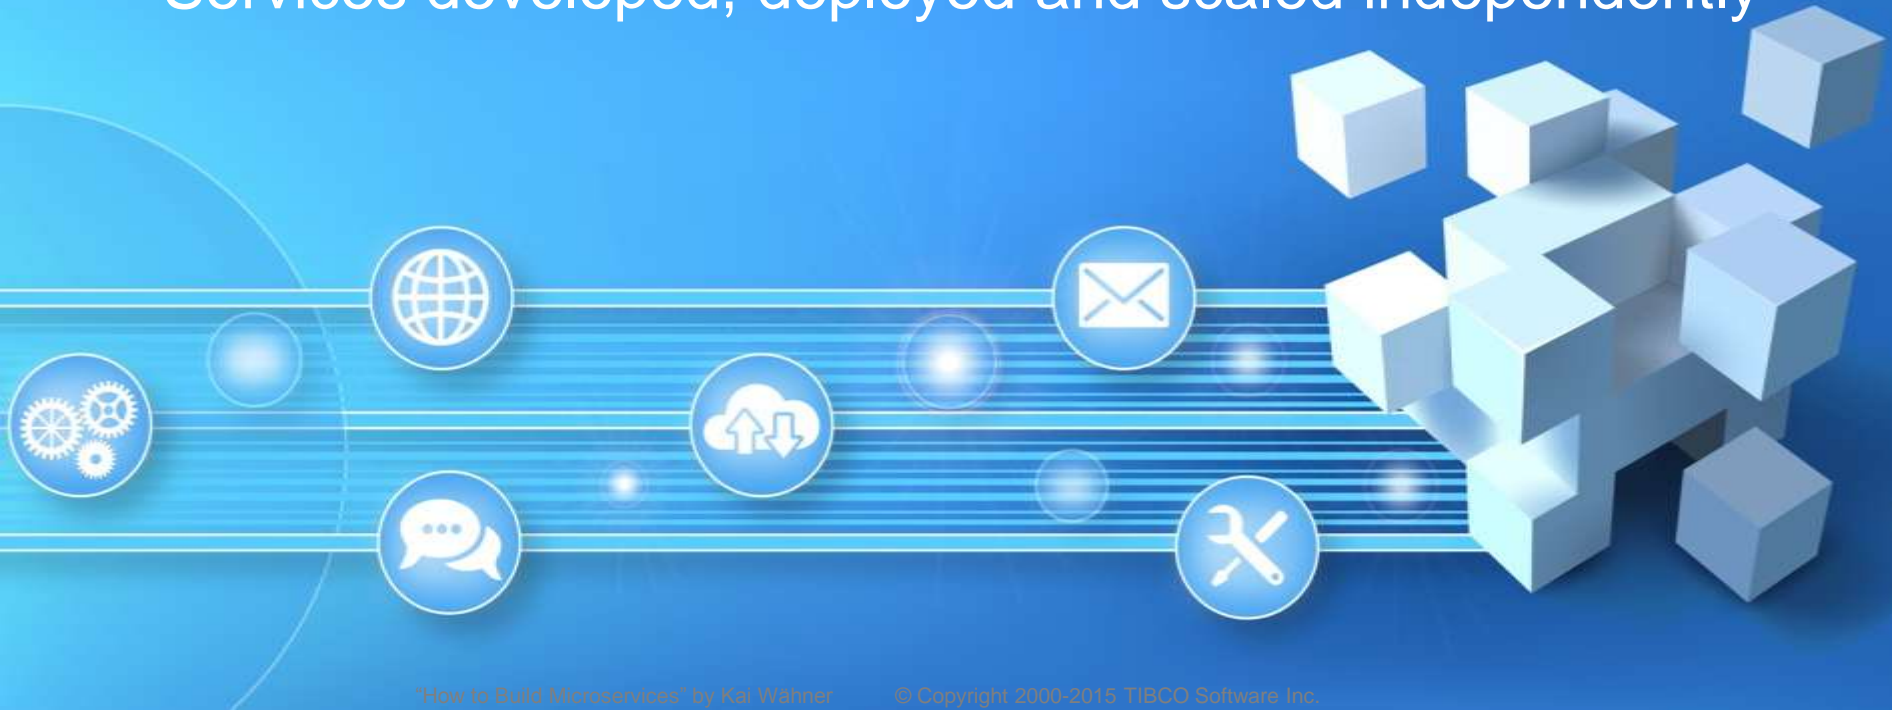 Services developed, deployed and scaled independently
"How to Build Microservices" by Kai Wähner © Copyright 2000-2015 TIBCO Software Inc.